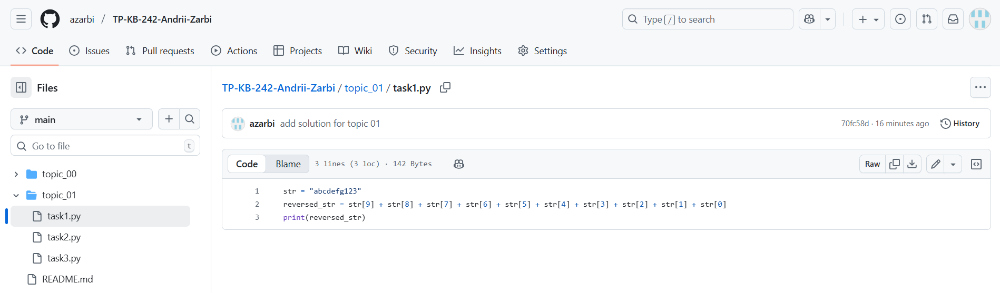 azarbi / TP-KB-242-Andrii-Zarbi
Type / to search
Code Issues Pull requests Actions Projects Wiki Security Insights Settings
Files
main
Go to file t
topic_00
topic_01
task1.py
task2.py
task3.py
README.md
TP-KB-242-Andrii-Zarbi / topic_01 / task1.py
azarbi add solution for topic 01
70fc58d · 16 minutes ago History
Code Blame 3 lines (3 loc) · 142 Bytes
Raw
1 str = "abcdefg123"
2 reversed_str = str[9] + str[8] + str[7] + str[6] + str[5] + str[4] + str[3] + str[2] + str[1] + str[0]
3 print(reversed_str)